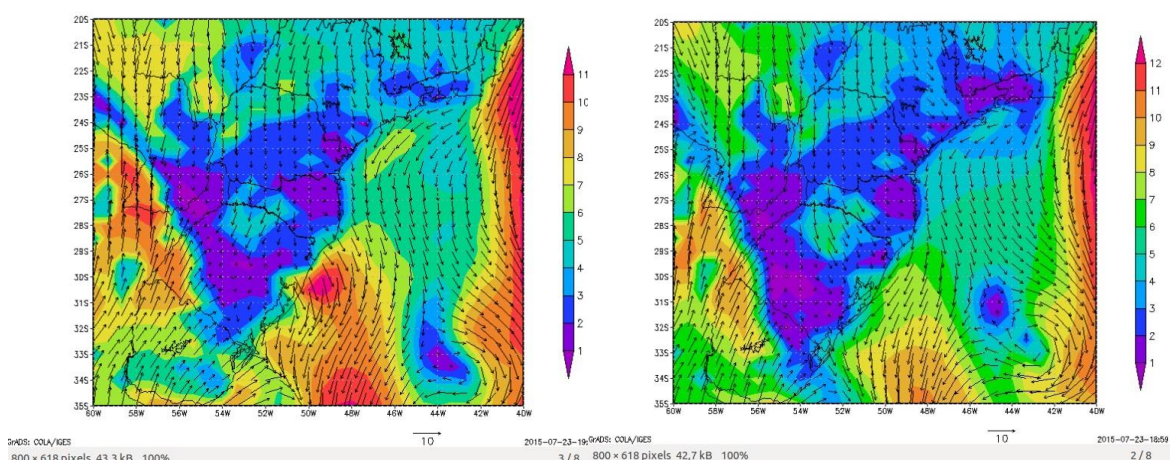 20S
21S
22S
23S
24S
25S
26S
27S
28S
29S
30S
31S
32S
33S
34S
35S
60W 58W 56W 54W 52W 50W 48W 46W 44W 42W 40W
11
10
9
8
7
6
5
4
3
2
1
10
GrADS: COLA/IGES
2015-07-23-19:
800 × 618 pixels 43,3 kB 100%
3 / 8
20S
21S
22S
23S
24S
25S
26S
27S
28S
29S
30S
31S
32S
33S
34S
35S
60W 58W 56W 54W 52W 50W 48W 46W 44W 42W 40W
12
11
10
9
8
7
6
5
4
3
2
1
10
GrADS: COLA/IGES
2015-07-23-18:59
800 × 618 pixels 42,7 kB 100%
2 / 8